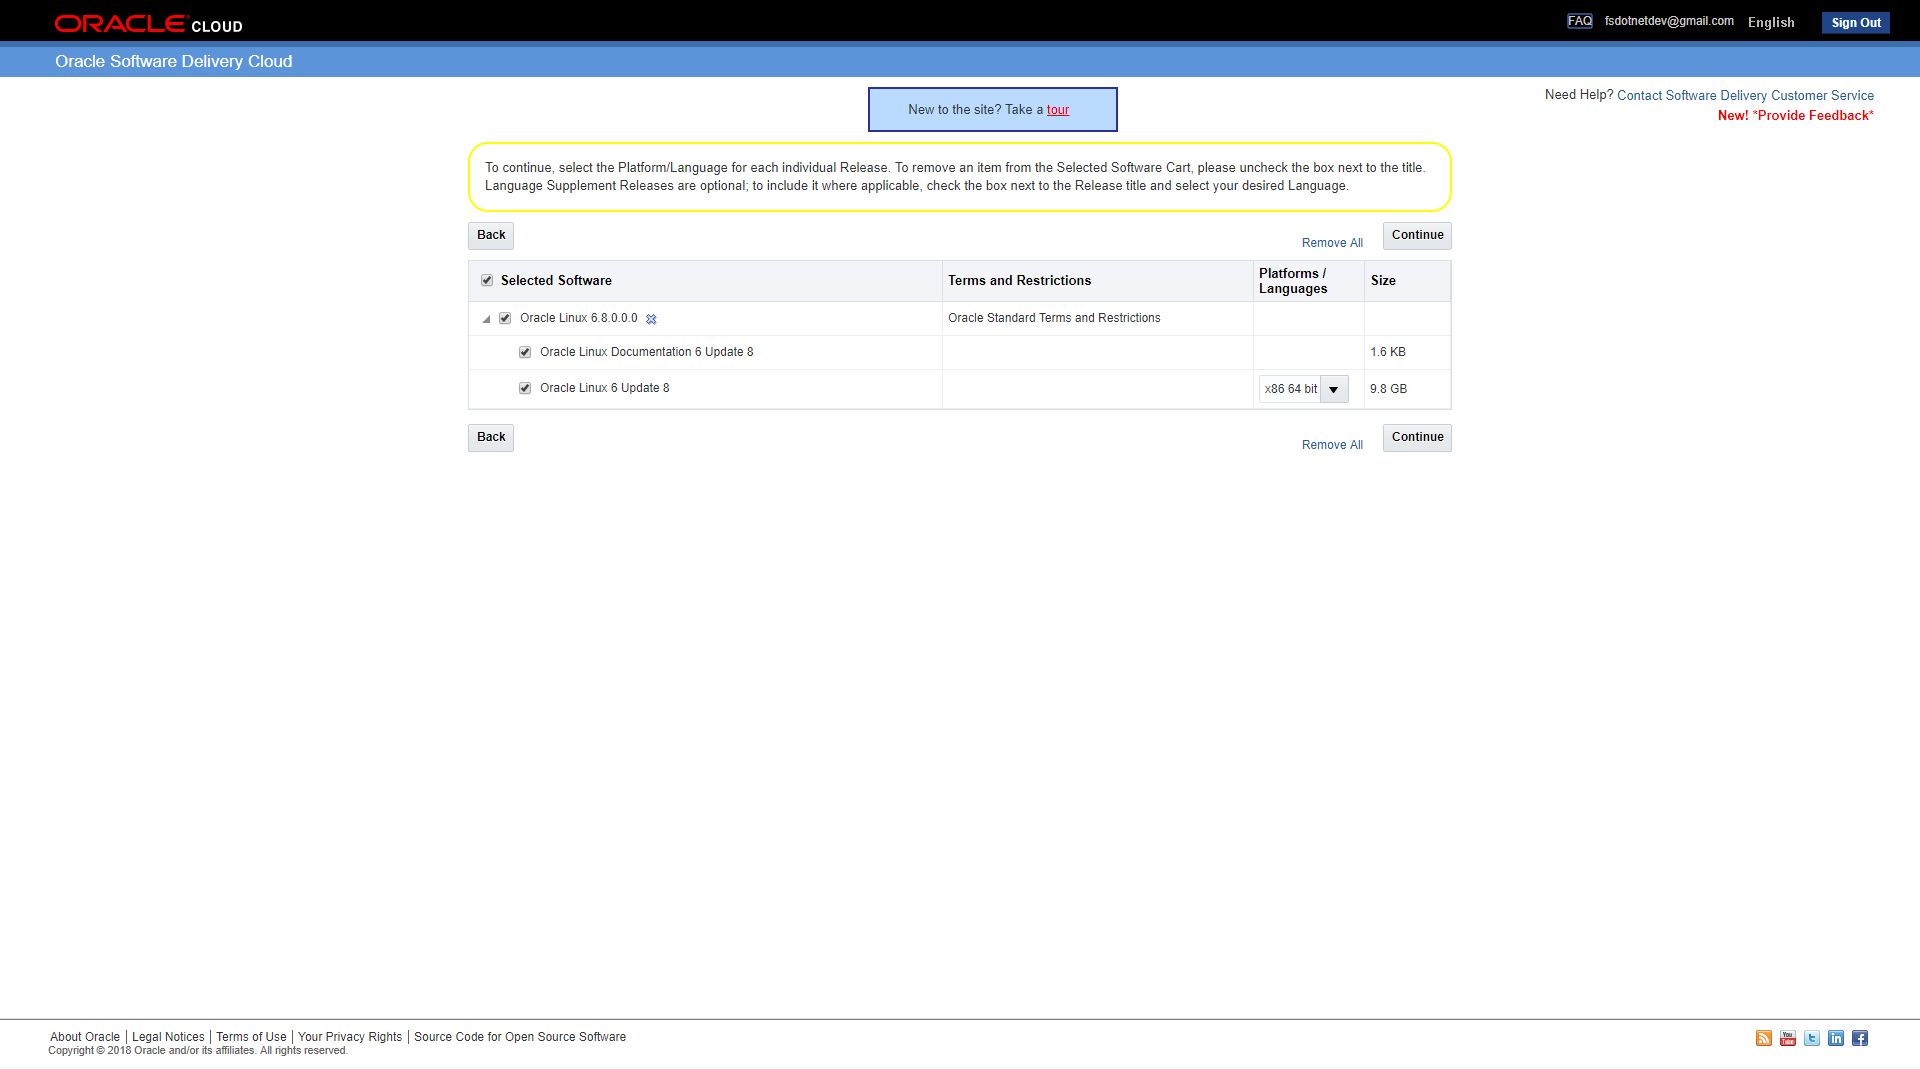 ORACLE CLOUD
FAQ fsdotnetdev@gmail.com English Sign Out
Oracle Software Delivery Cloud
New to the site? Take a tour
Need Help? Contact Software Delivery Customer Service
New! *Provide Feedback*
To continue, select the Platform/Language for each individual Release. To remove an item from the Selected Software Cart, please uncheck the box next to the title.
Language Supplement Releases are optional; to include it where applicable, check the box next to the Release title and select your desired Language.
Back Remove All Continue
Selected Software Terms and Restrictions Platforms / Languages Size
Oracle Linux 6.8.0.0.0 Oracle Standard Terms and Restrictions
Oracle Linux Documentation 6 Update 8 1.6 KB
Oracle Linux 6 Update 8 x86 64 bit 9.8 GB
Back Remove All Continue
About Oracle | Legal Notices | Terms of Use | Your Privacy Rights | Source Code for Open Source Software
Copyright © 2018 Oracle and/or its affiliates. All rights reserved.